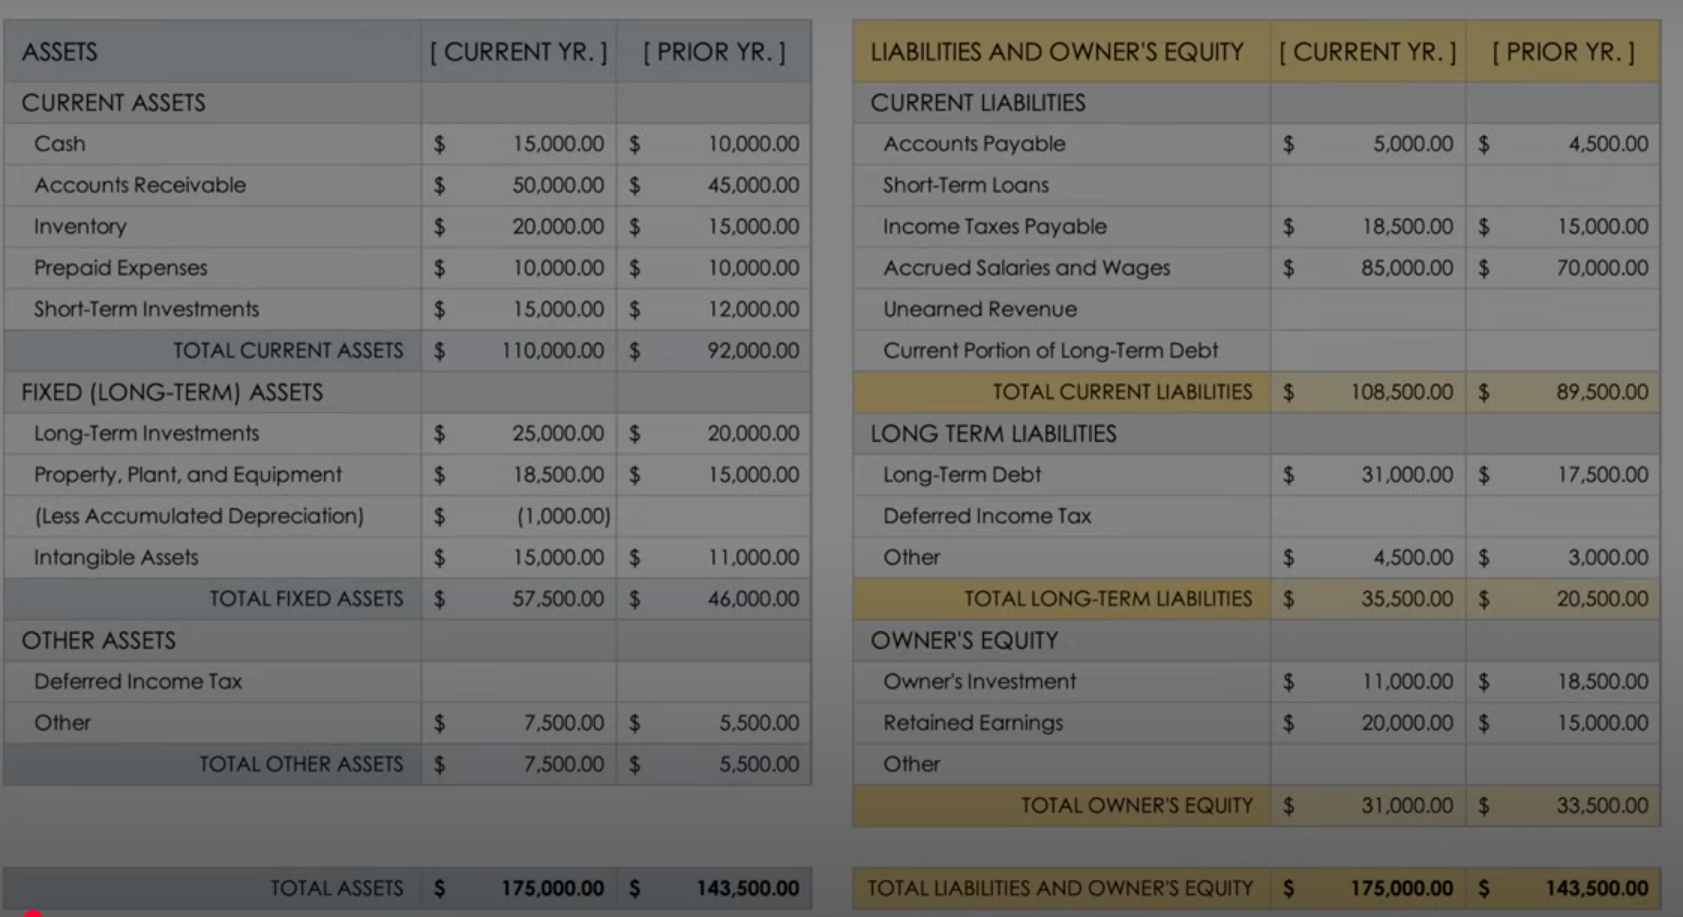 ASSETS [ CURRENT YR. ] [ PRIOR YR. ]
CURRENT ASSETS
Cash $ 15,000.00 $ 10,000.00
Accounts Receivable $ 50,000.00 $ 45,000.00
Inventory $ 20,000.00 $ 15,000.00
Prepaid Expenses $ 10,000.00 $ 10,000.00
Short-Term Investments $ 15,000.00 $ 12,000.00
TOTAL CURRENT ASSETS $ 110,000.00 $ 92,000.00
FIXED (LONG-TERM) ASSETS
Long-Term Investments $ 25,000.00 $ 20,000.00
Property, Plant, and Equipment $ 18,500.00 $ 15,000.00
(Less Accumulated Depreciation) $ (1,000.00)
Intangible Assets $ 15,000.00 $ 11,000.00
TOTAL FIXED ASSETS $ 57,500.00 $ 46,000.00
OTHER ASSETS
Deferred Income Tax
Other $ 7,500.00 $ 5,500.00
TOTAL OTHER ASSETS $ 7,500.00 $ 5,500.00
TOTAL ASSETS $ 175,000.00 $ 143,500.00
LIABILITIES AND OWNER'S EQUITY [ CURRENT YR. ] [ PRIOR YR. ]
CURRENT LIABILITIES
Accounts Payable $ 5,000.00 $ 4,500.00
Short-Term Loans
Income Taxes Payable $ 18,500.00 $ 15,000.00
Accrued Salaries and Wages $ 85,000.00 $ 70,000.00
Unearned Revenue
Current Portion of Long-Term Debt
TOTAL CURRENT LIABILITIES $ 108,500.00 $ 89,500.00
LONG TERM LIABILITIES
Long-Term Debt $ 31,000.00 $ 17,500.00
Deferred Income Tax
Other $ 4,500.00 $ 3,000.00
TOTAL LONG-TERM LIABILITIES $ 35,500.00 $ 20,500.00
OWNER'S EQUITY
Owner's Investment $ 11,000.00 $ 18,500.00
Retained Earnings $ 20,000.00 $ 15,000.00
Other
TOTAL OWNER'S EQUITY $ 31,000.00 $ 33,500.00
TOTAL LIABILITIES AND OWNER'S EQUITY $ 175,000.00 $ 143,500.00